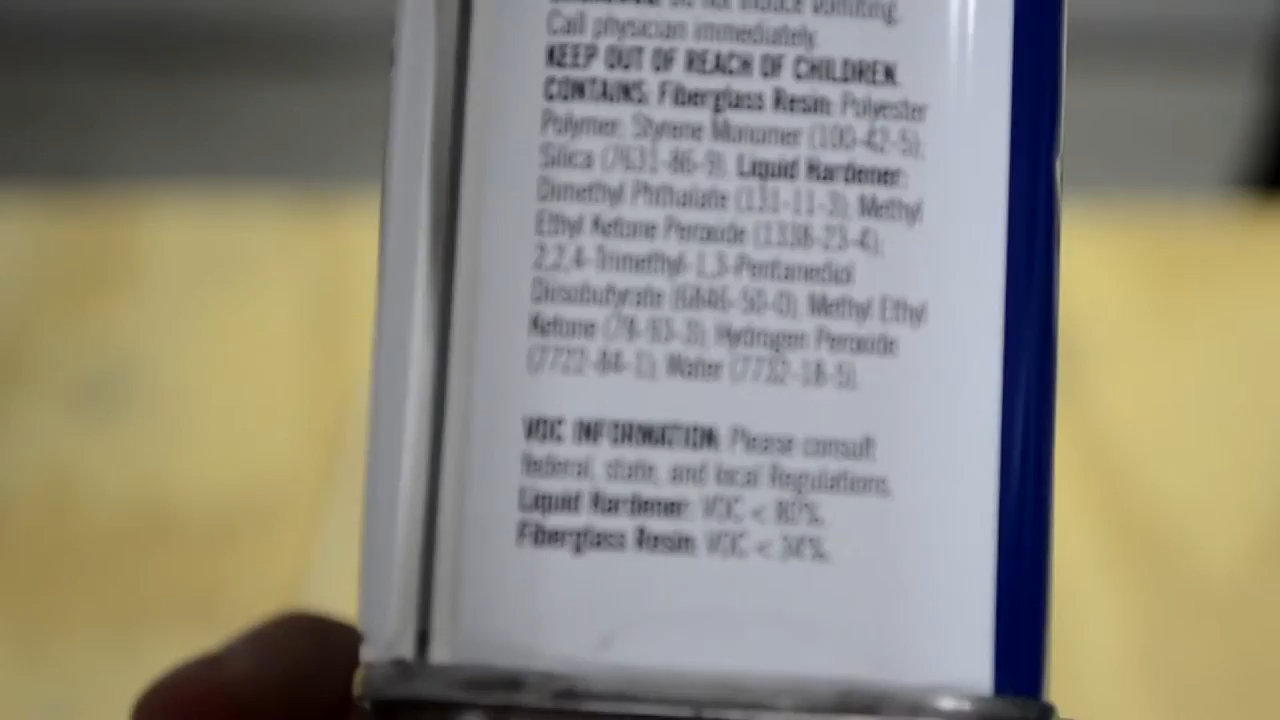 Do not induce vomiting.
Call physician immediately.
KEEP OUT OF REACH OF CHILDREN.
CONTAINS: Fiberglass Resin: Polyester
Polymer; Styrene Monomer (100-42-5);
Silica (7631-86-9). Liquid Hardener:
Dimethyl Phthalate (131-11-3); Methyl
Ethyl Ketone Peroxide (1338-23-4);
2,2,4-Trimethyl-1,3-Pentanediol
Diisobutyrate (6846-50-0); Methyl Ethyl
Ketone (78-93-3); Hydrogen Peroxide
(7722-84-1); Water (7732-18-5).
VOC INFORMATION: Please consult
federal, state, and local Regulations.
Liquid Hardener: VOC <
Fiberglass Resin: VOC <